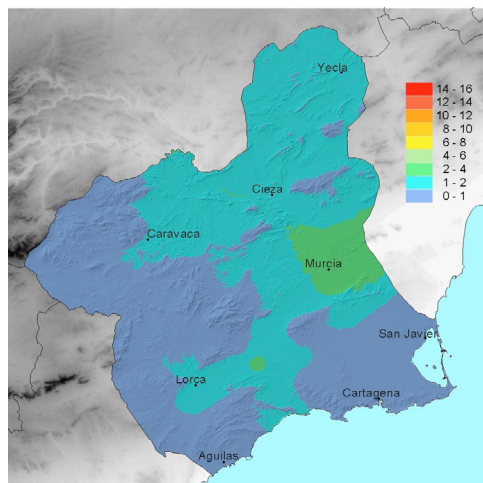 Yecla
14 - 16
12 - 14
10 - 12
8 - 10
6 - 8
4 - 6
2 - 4
1 - 2
0 - 1
Cieza
Caravaca
Murcia
San Javier
Lorca
Cartagena
Aguilas